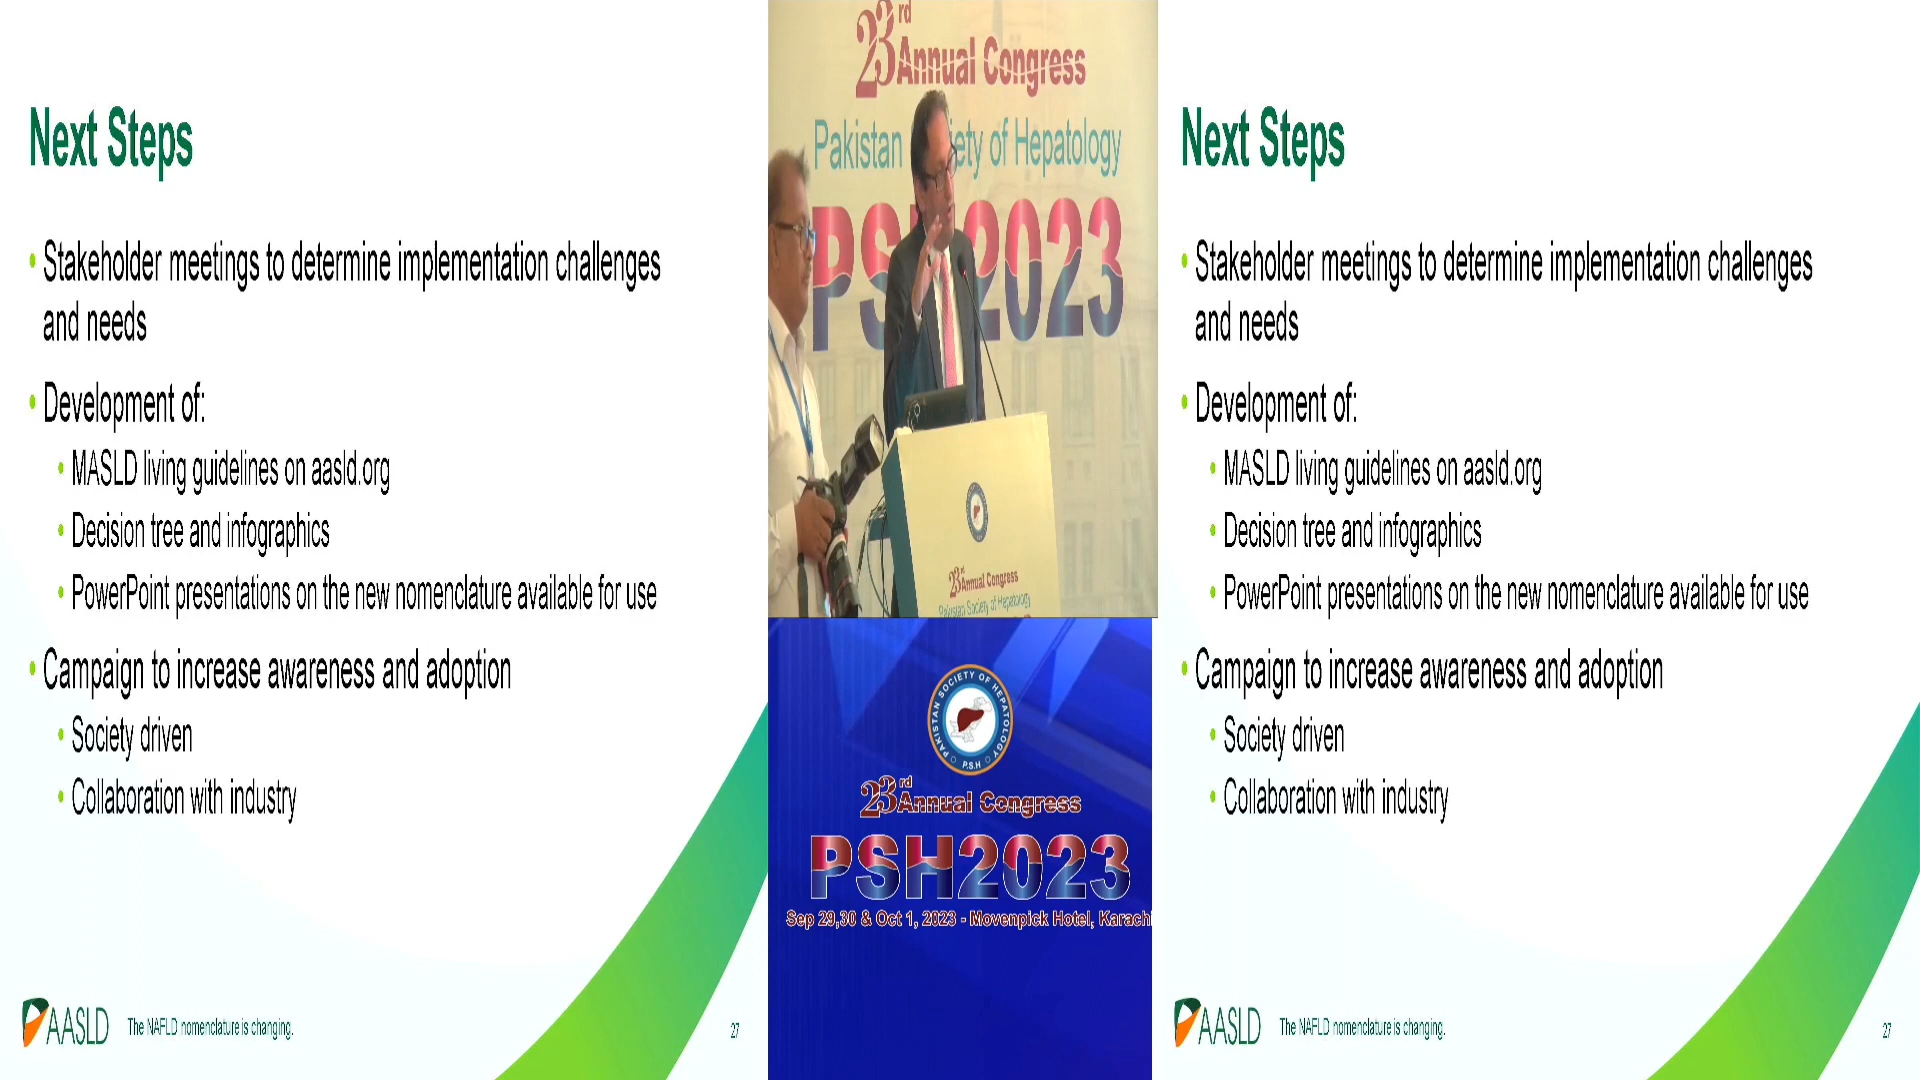 Next Steps
• Stakeholder meetings to determine implementation challenges
and needs
• Development of:
• MASLD living guidelines on aasld.org
• Decision tree and infographics
• PowerPoint presentations on the new nomenclature available for use
• Campaign to increase awareness and adoption
• Society driven
• Collaboration with industry
AASLD The NAFLD nomenclature is changing.
27
23rd
Annual Congress
Pakistan iety of Hepatology
PS 2023
23rd
Annual Congress
Pakistan Society of Hepatology
PAKISTAN SOCIETY OF HEPATOLOGY
P.S.H
23rd
Annual Congress
PSH2023
Sep 29,30 & Oct 1, 2023 - Movenpick Hotel, Karachi
Next Steps
• Stakeholder meetings to determine implementation challenges
and needs
• Development of:
• MASLD living guidelines on aasld.org
• Decision tree and infographics
• PowerPoint presentations on the new nomenclature available for use
• Campaign to increase awareness and adoption
• Society driven
• Collaboration with industry
AASLD The NAFLD nomenclature is changing.
27